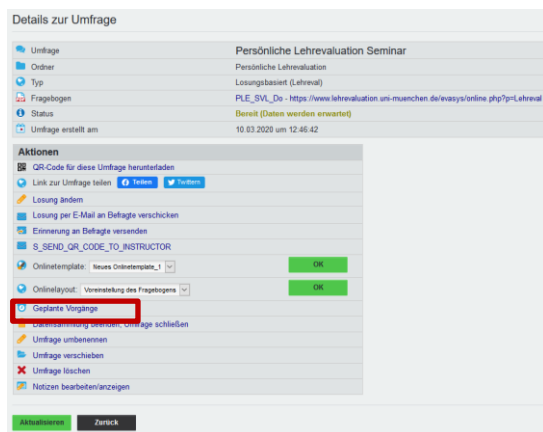 Details zur Umfrage
Umfrage Persönliche Lehrevaluation Seminar
Ordner Persönliche Lehrevaluation
Typ Losungsbasiert (Lehreval)
Fragebogen PLE_SVL_Do - https://www.lehrevaluation.uni-muenchen.de/evasys/online.php?p=Lehreval
Status Bereit (Daten werden erwartet)
Umfrage erstellt am 10.03.2020 um 12:46:42
Aktionen
QR-Code für diese Umfrage herunterladen
Link zur Umfrage teilen Teilen Twittern
Losung ändern
Losung per E-Mail an Befragte verschicken
Erinnerung an Befragte versenden
S_SEND_QR_CODE_TO_INSTRUCTOR
Onlinetemplate: Neues Onlinetemplate_1 OK
Onlinelayout: Voreinstellung des Fragebogens OK
Geplante Vorgänge
Datensammlung beenden, Umfrage schließen
Umfrage umbenennen
Umfrage verschieben
Umfrage löschen
Notizen bearbeiten/anzeigen
Aktualisieren Zurück